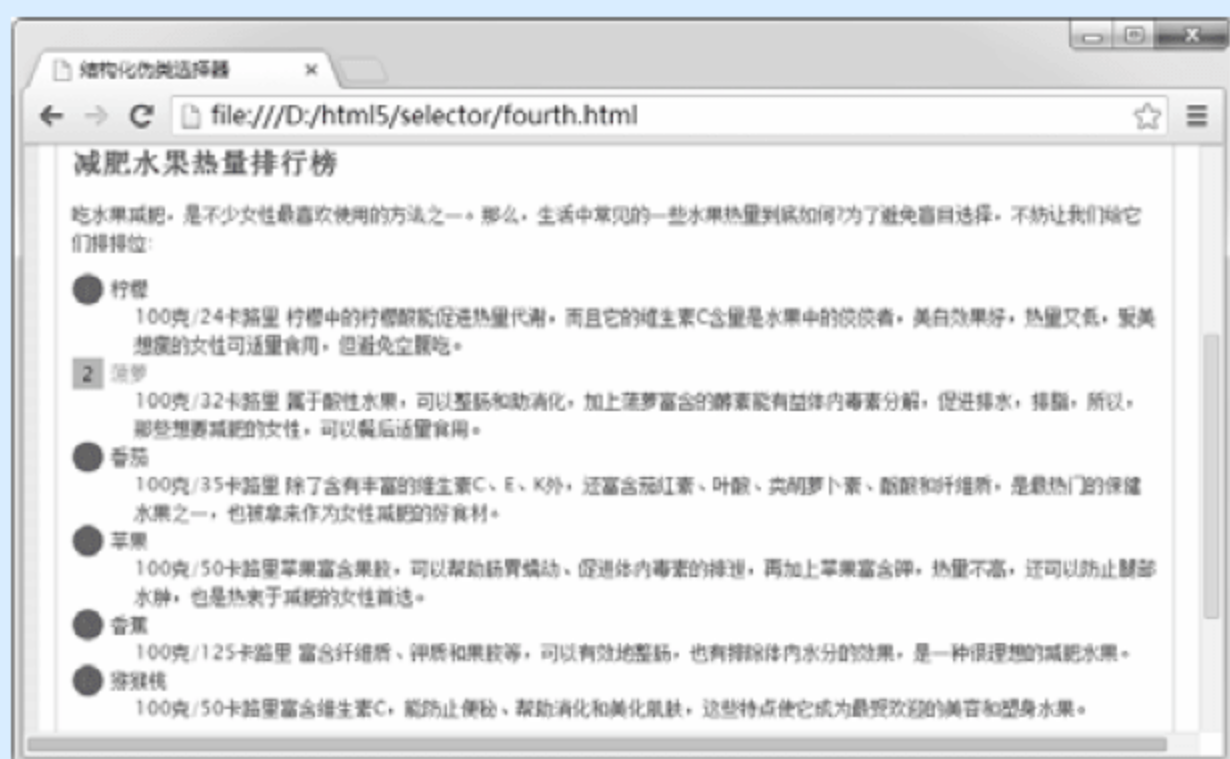 结构化伪类选择器
file:///D:/html5/selector/fourth.html
减肥水果热量排行榜
吃水果减肥，是不少女性最喜欢使用的方法之一。那么，生活中常见的一些水果热量到底如何?为了避免盲目选择，不妨让我们给它
们排排位:
柠檬
100克/24卡路里 柠檬中的柠檬酸能促进热量代谢，而且它的维生素C含量是水果中的佼佼者，美白效果好，热量又低，爱美
想瘦的女性可适量食用，但避免空腹吃。
2 菠萝
100克/32卡路里 属于酸性水果，可以整肠和助消化，加上菠萝富含的酵素能有益体内毒素分解，促进排水，排脂，所以，
那些想要减肥的女性，可以餐后适量食用。
番茄
100克/35卡路里 除了含有丰富的维生素C、E、K外，还富含茄红素、叶酸、类胡萝卜素、酚酸和纤维质，是最热门的保健
水果之一，也被拿来作为女性减肥的好食材。
苹果
100克/50卡路里苹果富含果胶，可以帮助肠胃蠕动、促进体内毒素的排泄，再加上苹果富含钾，热量不高，还可以防止腿部
水肿，也是热衷于减肥的女性首选。
香蕉
100克/125卡路里 富含纤维质、钾质和果胶等，可以有效地整肠，也有排除体内水分的效果，是一种很理想的减肥水果。
猕猴桃
100克/50卡路里富含维生素C，能防止便秘、帮助消化和美化肌肤，这些特点使它成为最受欢迎的美容和塑身水果。